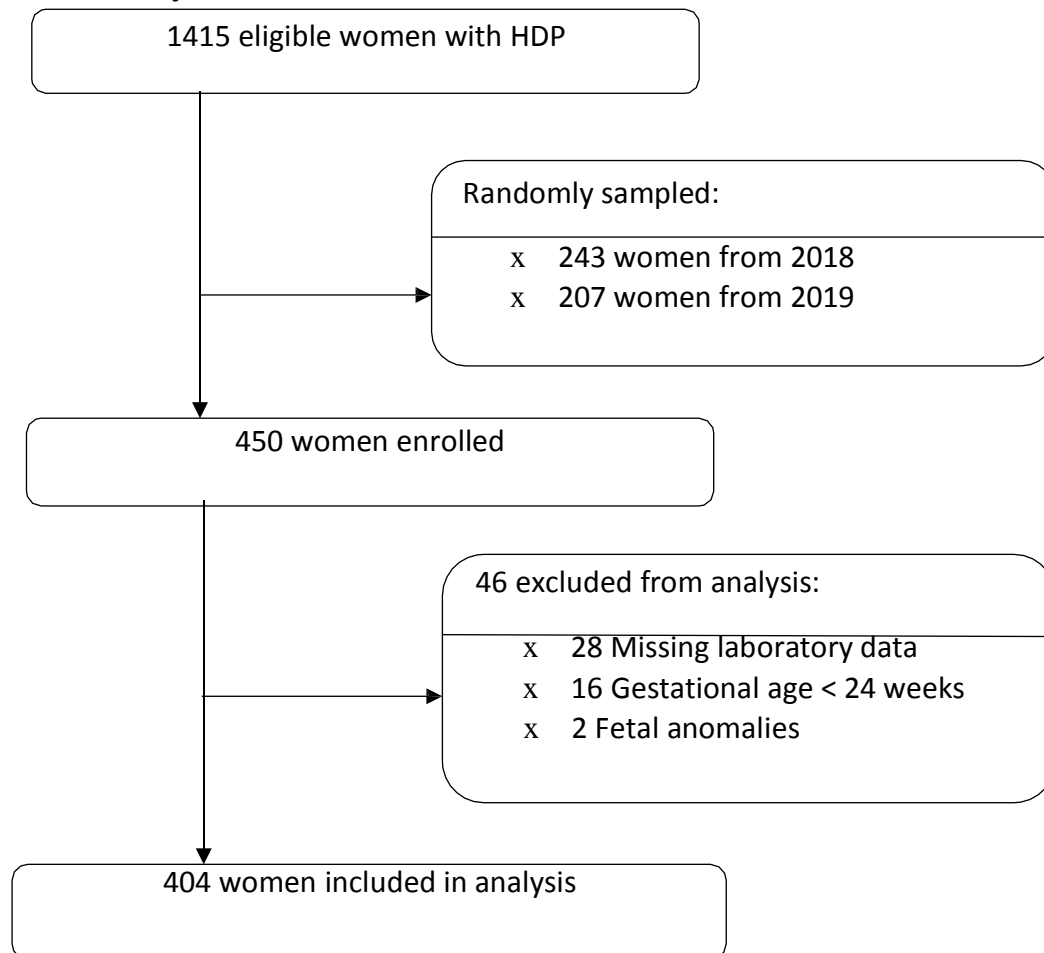 1415 eligible women with HDP
Randomly sampled:
x 243 women from 2018
x 207 women from 2019
450 women enrolled
46 excluded from analysis:
x 28 Missing laboratory data
x 16 Gestational age < 24 weeks
x 2 Fetal anomalies
404 women included in analysis